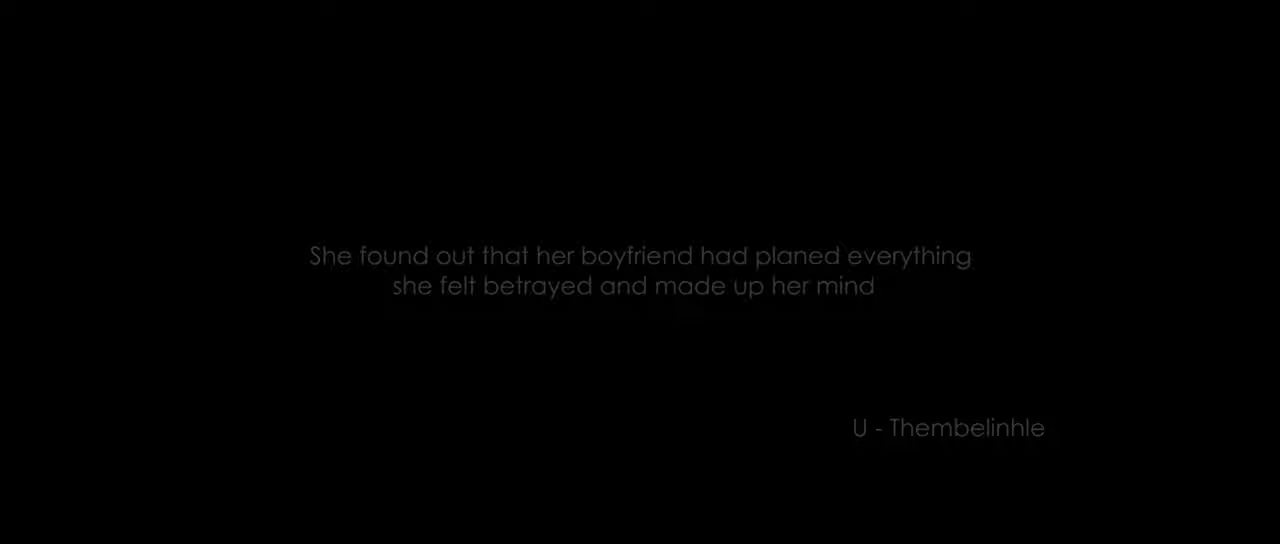 She found out that her boyfriend had planed everything
she felt betrayed and made up her mind
U - Thembelinhle